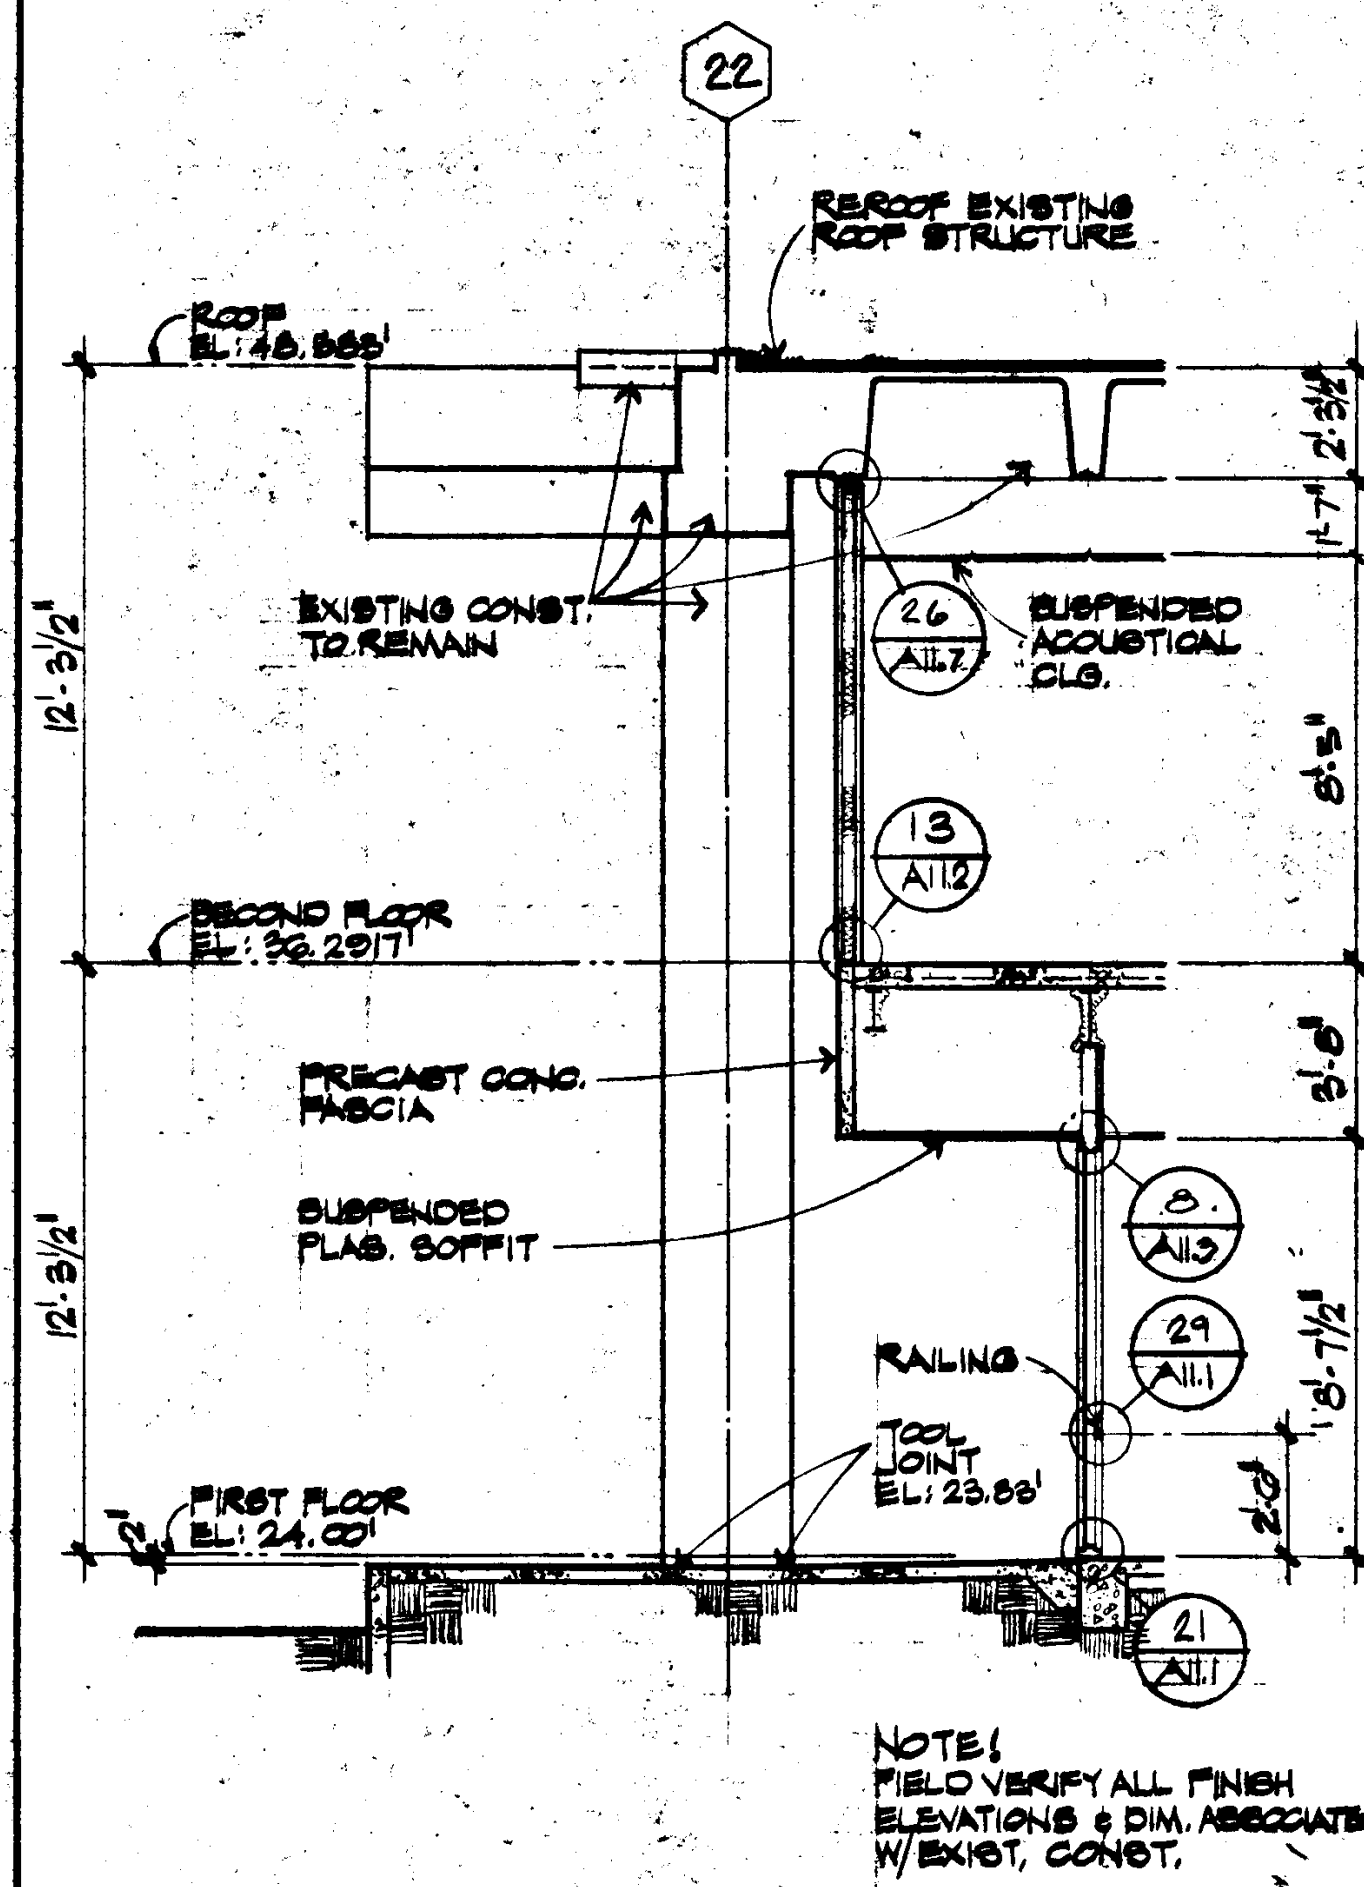 22
REROOF EXISTING
ROOF STRUCTURE
ROOF
EL: 48.583'
2'-3 1/2"
1'-7"
EXISTING CONST.
TO REMAIN
26
A11.7
SUSPENDED
ACOUSTICAL
CLG.
12'-3 1/2"
8'-5"
13
A11.2
SECOND FLOOR
EL: 36.2917'
PRECAST CONC.
FASCIA
3'-8"
SUSPENDED
PLAS. SOFFIT
8
A11.3
12'-3 1/2"
29
A11.1
8'-7 1/2"
RAILING
TOOL
JOINT
EL: 23.83'
2'-0"
FIRST FLOOR
EL: 24.00'
21
A11.1
NOTE!
FIELD VERIFY ALL FINISH
ELEVATIONS & DIM. ASSOCIATE
W/ EXIST, CONST.